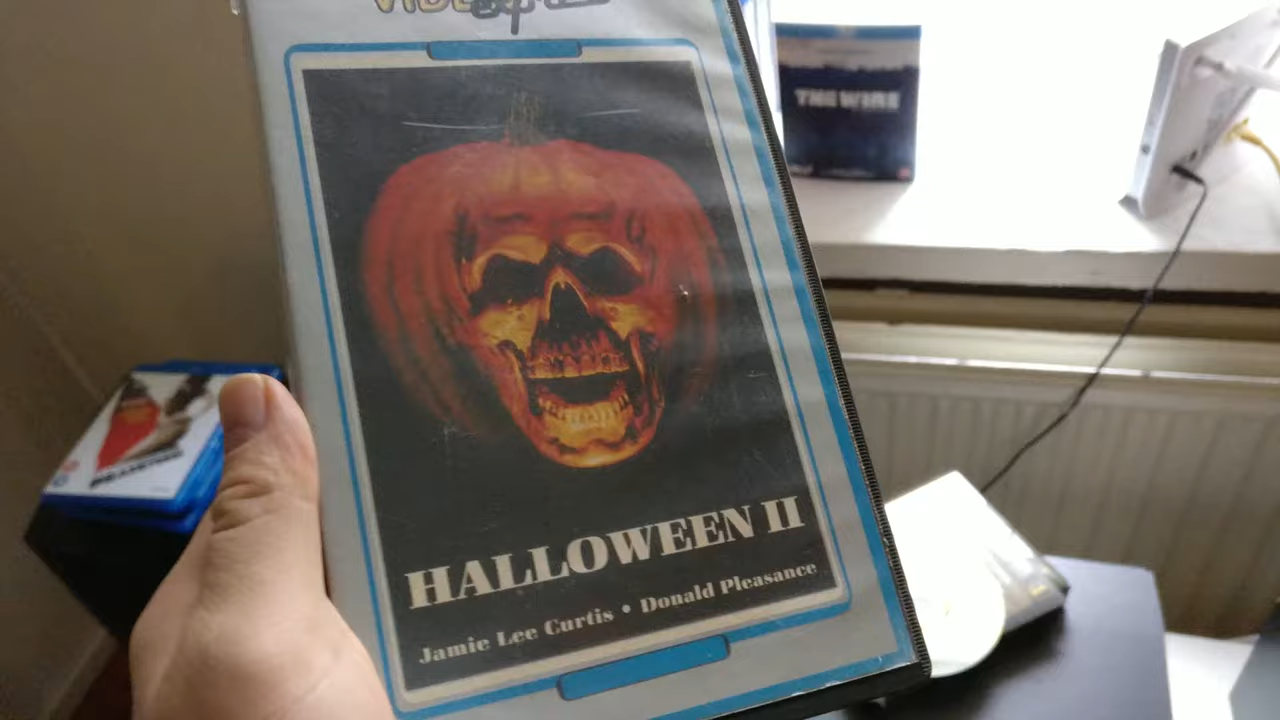 THE WIRE
HALLOWEEN II
Jamie Lee Curtis • Donald Pleasance